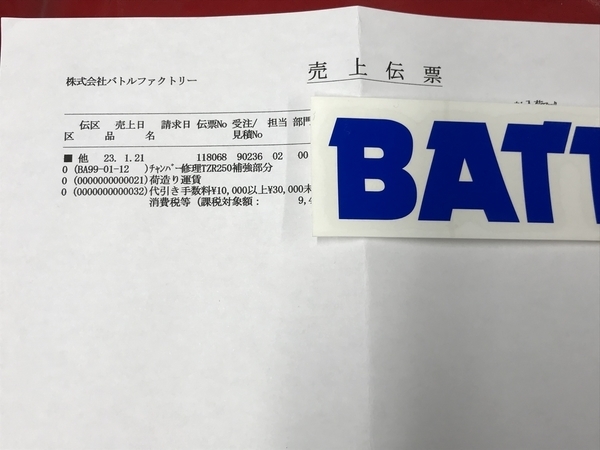 売上伝票
株式会社バトルファクトリー
伝区 売上日 請求日 伝票No 受注/ 担当 部門
区 品 名 見積No
■ 他 23. 1.21 118068 90236 02 00
0 (BA99-01-12 ) ﾁｬﾝﾊﾞｰ修理TZR250補強部分
0 (0000000000021) 荷造り運賃
0 (0000000000032) 代引き手数料¥10,000以上¥30,000未
消費税等 (課税対象額: 9,4
BATT